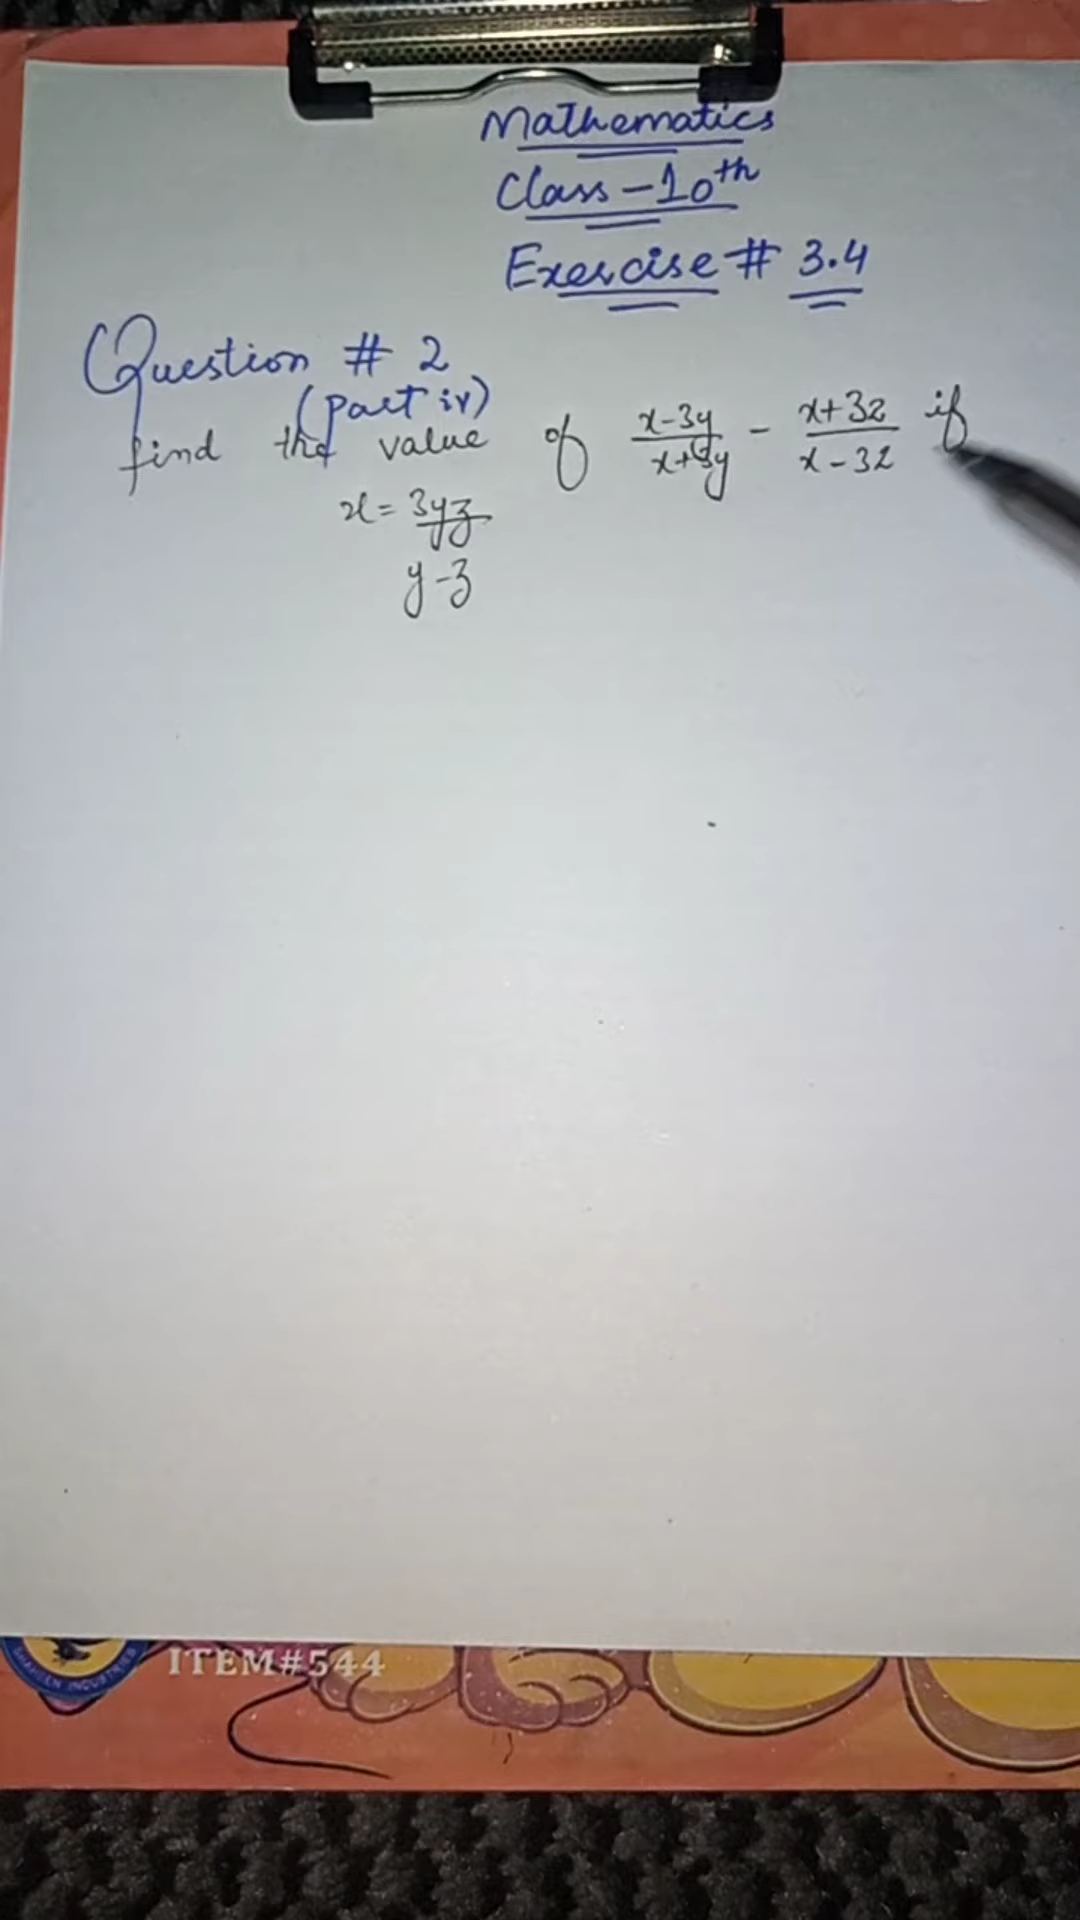 Mathematics
Class-10th
Exercise # 3.4
Question # 2
(Part iv)
find the value of x-3y/x+3y - x+3z/x-3z if
x = 3yz/y-z
ITEM#544